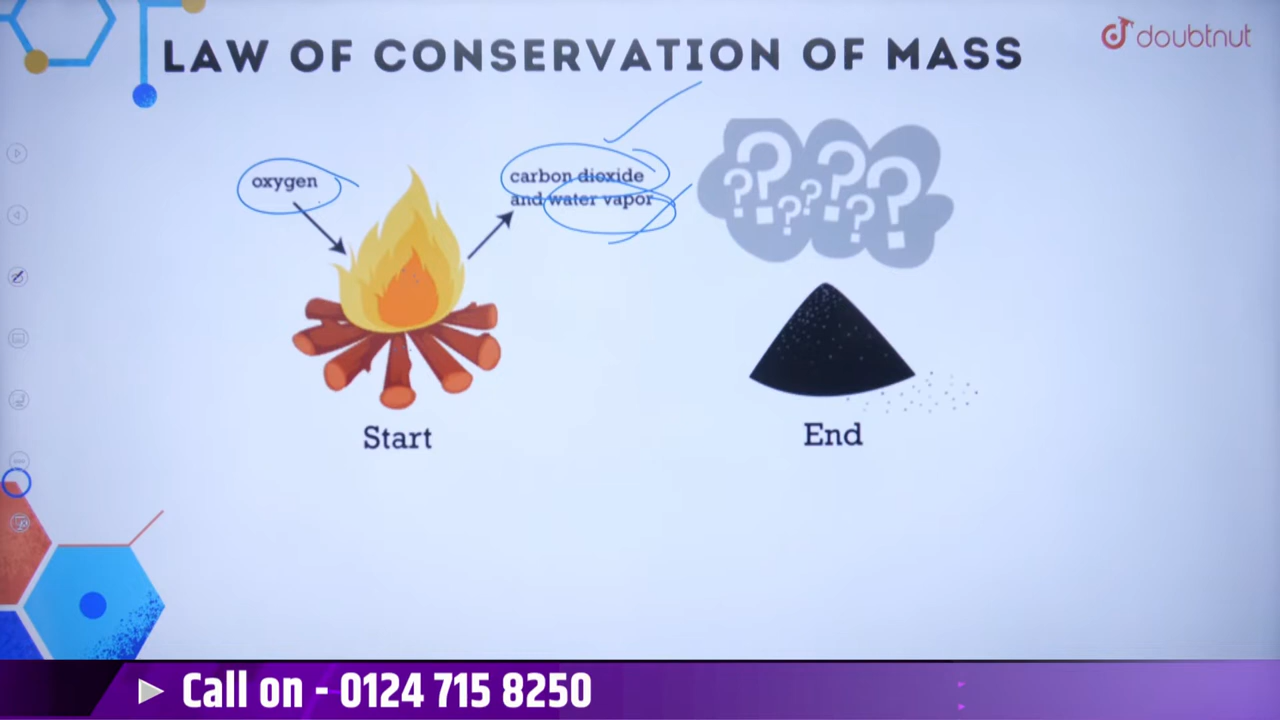 LAW OF CONSERVATION OF MASS
doubtnut
oxygen
carbon dioxide
and water vapor
? ? ? ? ? ? ?
Start
End
Call on - 0124 715 8250